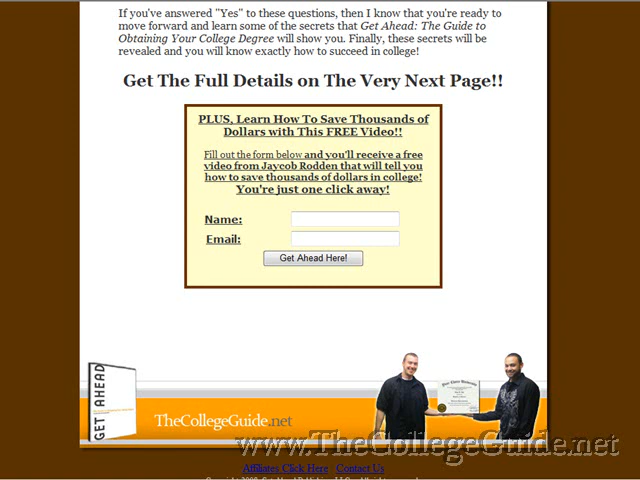 If you've answered "Yes" to these questions, then I know that you're ready to
move forward and learn some of the secrets that Get Ahead: The Guide to
Obtaining Your College Degree will show you. Finally, these secrets will be
revealed and you will know exactly how to succeed in college!
Get The Full Details on The Very Next Page!!
PLUS, Learn How To Save Thousands of
Dollars with This FREE Video!!
Fill out the form below and you'll receive a free
video from Jaycob Rodden that will tell you
how to save thousands of dollars in college!
You're just one click away!
Name:
Email:
Get Ahead Here!
GET AHEAD
TheCollegeGuide.net
www.TheCollegeGuide.net
Affiliates Click Here | Contact Us